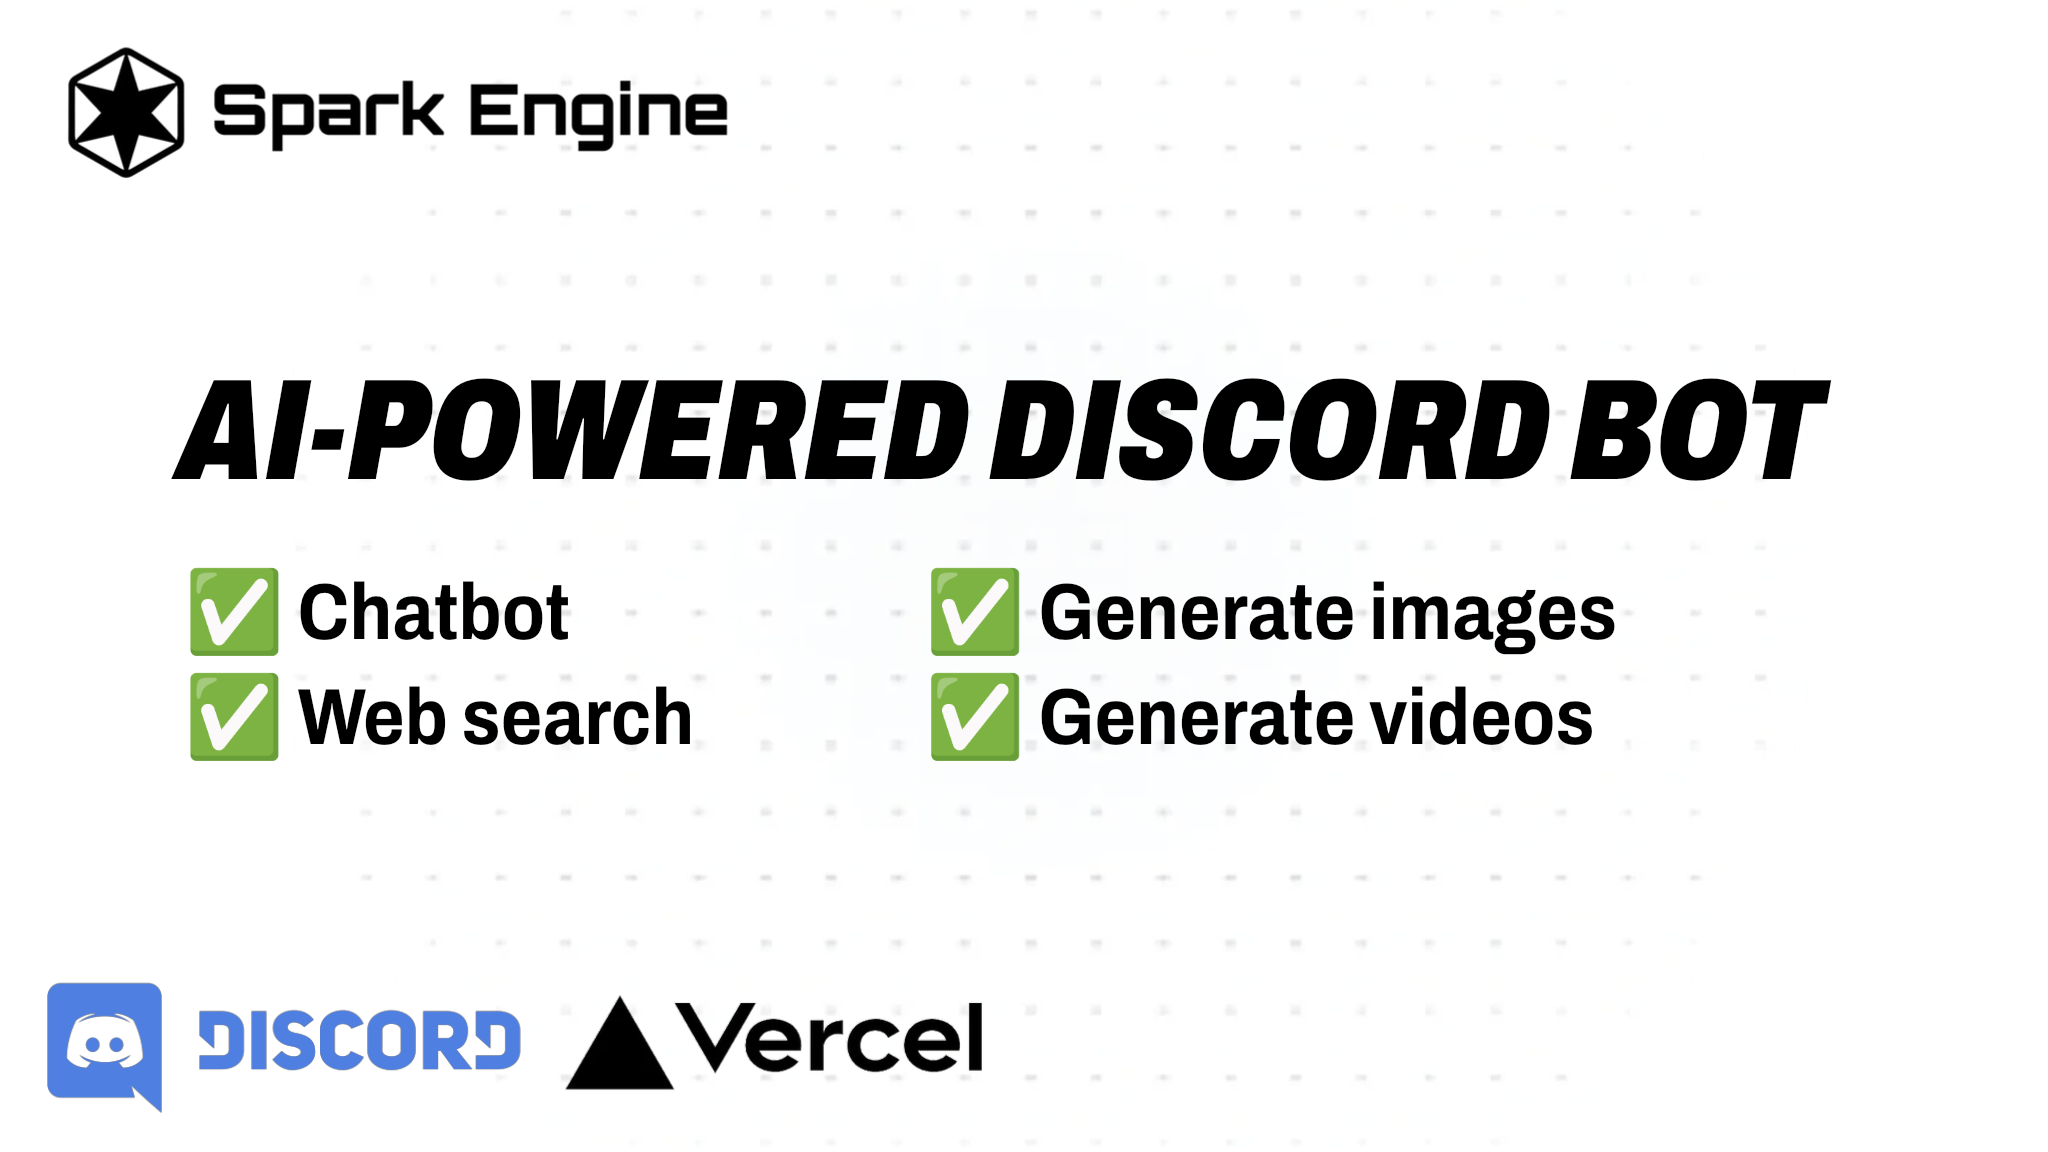 Spark Engine
AI-POWERED DISCORD BOT
✅ Chatbot
✅ Web search
✅ Generate images
✅ Generate videos
DISCORD
Vercel